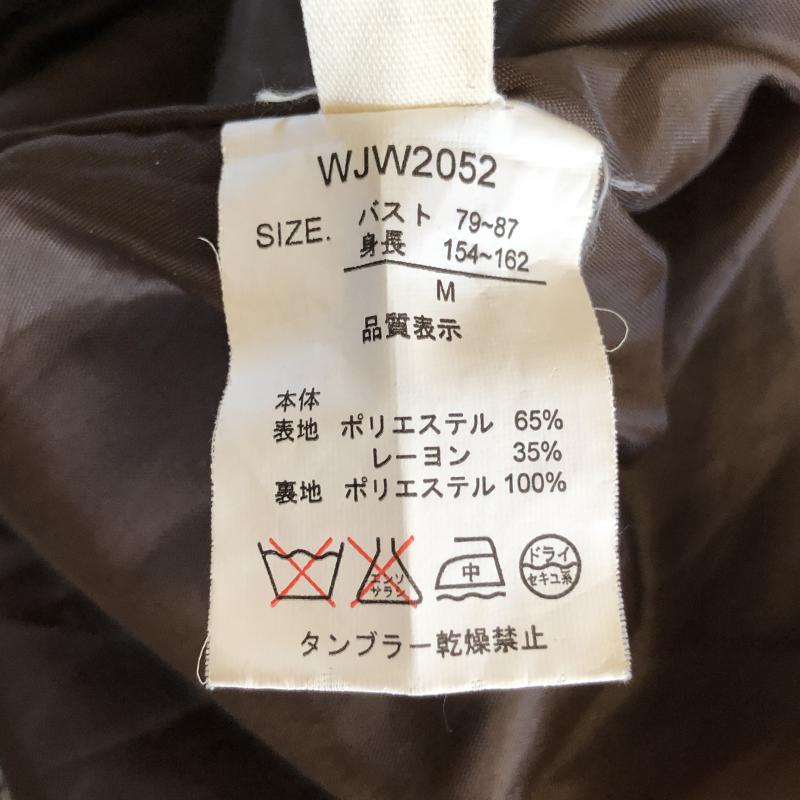 WJW2052
SIZE. バスト 79~87
身長 154~162
M
品質表示
本体
表地 ポリエステル 65%
レーヨン 35%
裏地 ポリエステル 100%
エンソ
サラシ
中
ドライ
セキユ系
タンブラー乾燥禁止